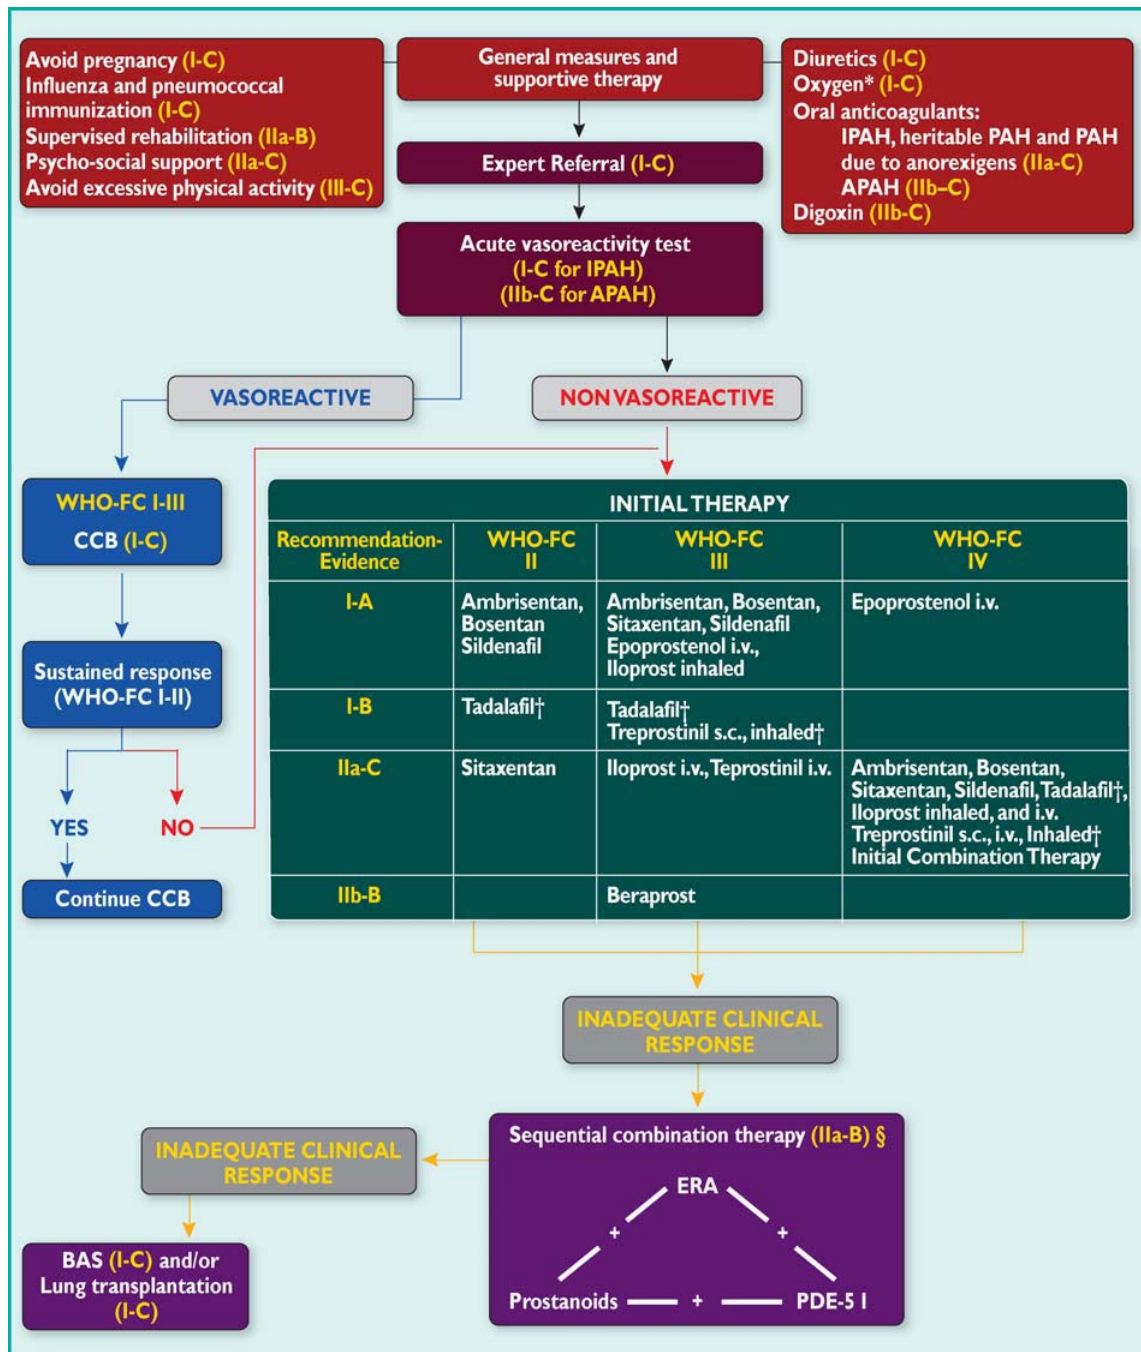 Avoid pregnancy (I-C)
Influenza and pneumococcal
immunization (I-C)
Supervised rehabilitation (IIa-B)
Psycho-social support (IIa-C)
Avoid excessive physical activity (III-C)
General measures and
supportive therapy
Diuretics (I-C)
Oxygen* (I-C)
Oral anticoagulants:
IPAH, heritable PAH and PAH
due to anorexigens (IIa-C)
APAH (IIb–C)
Digoxin (IIb-C)
Expert Referral (I-C)
Acute vasoreactivity test
(I-C for IPAH)
(IIb-C for APAH)
VASOREACTIVE
NON VASOREACTIVE
WHO-FC I-III
CCB (I-C)
Sustained response
(WHO-FC I-II)
YES
NO
Continue CCB
INITIAL THERAPY
Recommendation-
Evidence
WHO-FC
II
WHO-FC
III
WHO-FC
IV
I-A
Ambrisentan,
Bosentan
Sildenafil
Ambrisentan, Bosentan,
Sitaxentan, Sildenafil
Epoprostenol i.v.,
Iloprost inhaled
Epoprostenol i.v.
I-B
Tadalafil†
Tadalafil†
Treprostinil s.c., inhaled†
IIa-C
Sitaxentan
Iloprost i.v., Teprostinil i.v.
Ambrisentan, Bosentan,
Sitaxentan, Sildenafil, Tadalafil†,
Iloprost inhaled, and i.v.
Treprostinil s.c., i.v., Inhaled†
Initial Combination Therapy
IIb-B
Beraprost
INADEQUATE CLINICAL
RESPONSE
Sequential combination therapy (IIa-B) §
ERA
+
+
Prostanoids
+
PDE-5 I
INADEQUATE CLINICAL
RESPONSE
BAS (I-C) and/or
Lung transplantation
(I-C)